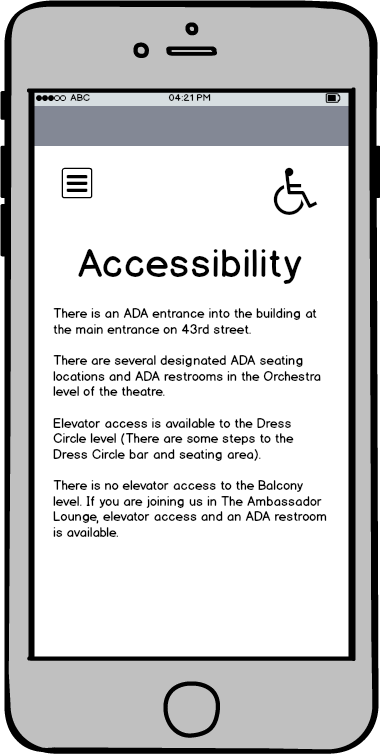 ABC 04:21 PM
Accessibility
There is an ADA entrance into the building at
the main entrance on 43rd street.
There are several designated ADA seating
locations and ADA restrooms in the Orchestra
level of the theatre.
Elevator access is available to the Dress
Circle level (There are some steps to the
Dress Circle bar and seating area).
There is no elevator access to the Balcony
level. If you are joining us in The Ambassador
Lounge, elevator access and an ADA restroom
is available.